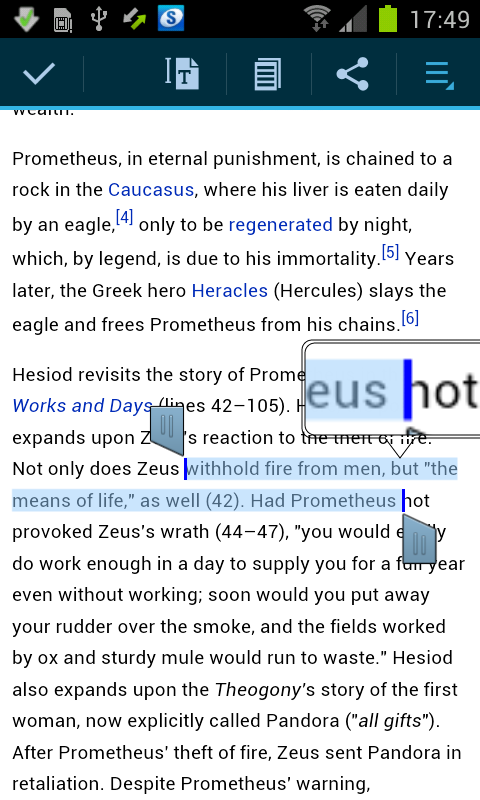 17:49
wealth.
Prometheus, in eternal punishment, is chained to a
rock in the Caucasus, where his liver is eaten daily
by an eagle,[4] only to be regenerated by night,
which, by legend, is due to his immortality.[5] Years
later, the Greek hero Heracles (Hercules) slays the
eagle and frees Prometheus from his chains.[6]
eus not
Hesiod revisits the story of Prome
Works and Days (lines 42–105). H
expands upon Z's reaction to the theft of fire.
Not only does Zeus withhold fire from men, but "the
means of life," as well (42). Had Prometheus not
provoked Zeus's wrath (44–47), "you would easily
do work enough in a day to supply you for a full year
even without working; soon would you put away
your rudder over the smoke, and the fields worked
by ox and sturdy mule would run to waste." Hesiod
also expands upon the Theogony's story of the first
woman, now explicitly called Pandora ("all gifts").
After Prometheus' theft of fire, Zeus sent Pandora in
retaliation. Despite Prometheus' warning,